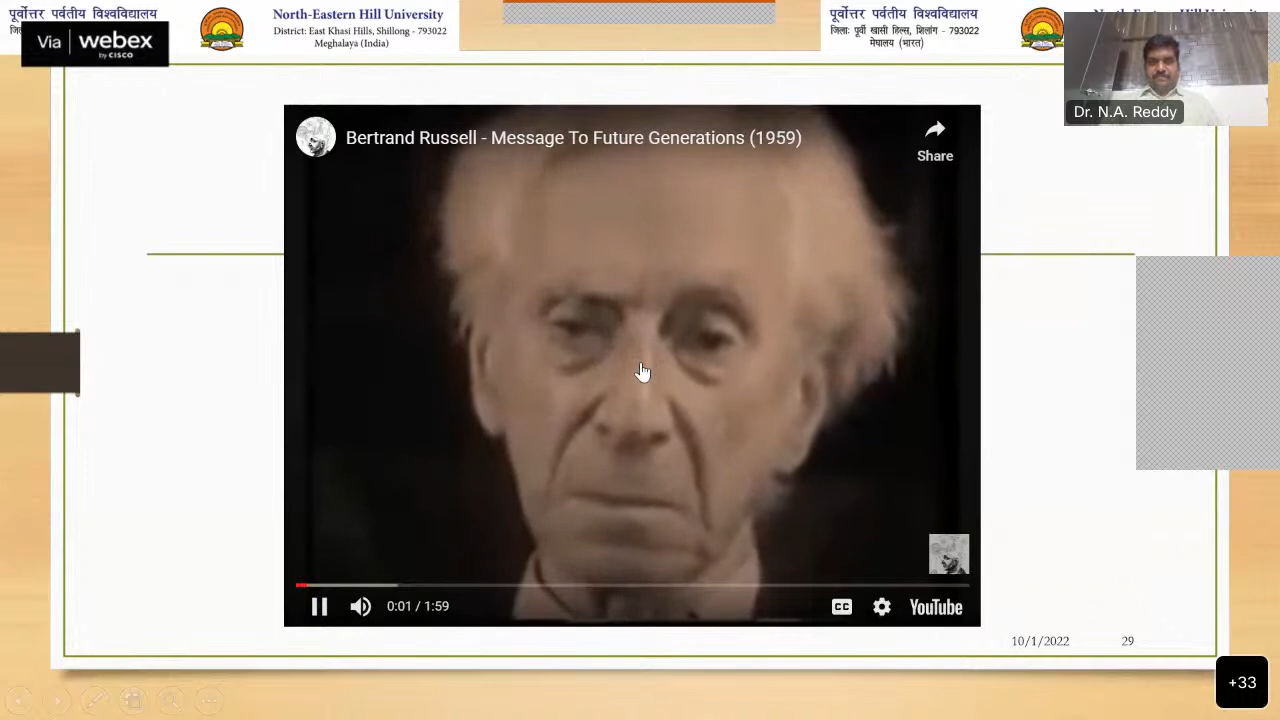 पूर्वोत्तर पर्वतीय विश्वविद्यालय
North-Eastern Hill University
District: East Khasi Hills, Shillong - 793022
Meghalaya (India)
पूर्वोत्तर पर्वतीय विश्वविद्यालय
जिला: पूर्वी खासी हिल्स, शिलांग - 793022
मेघालय (भारत)
Via webex
by CISCO
Dr. N.A. Reddy
Bertrand Russell - Message To Future Generations (1959)
Share
0:01 / 1:59
CC
YouTube
10/1/2022 29
+33